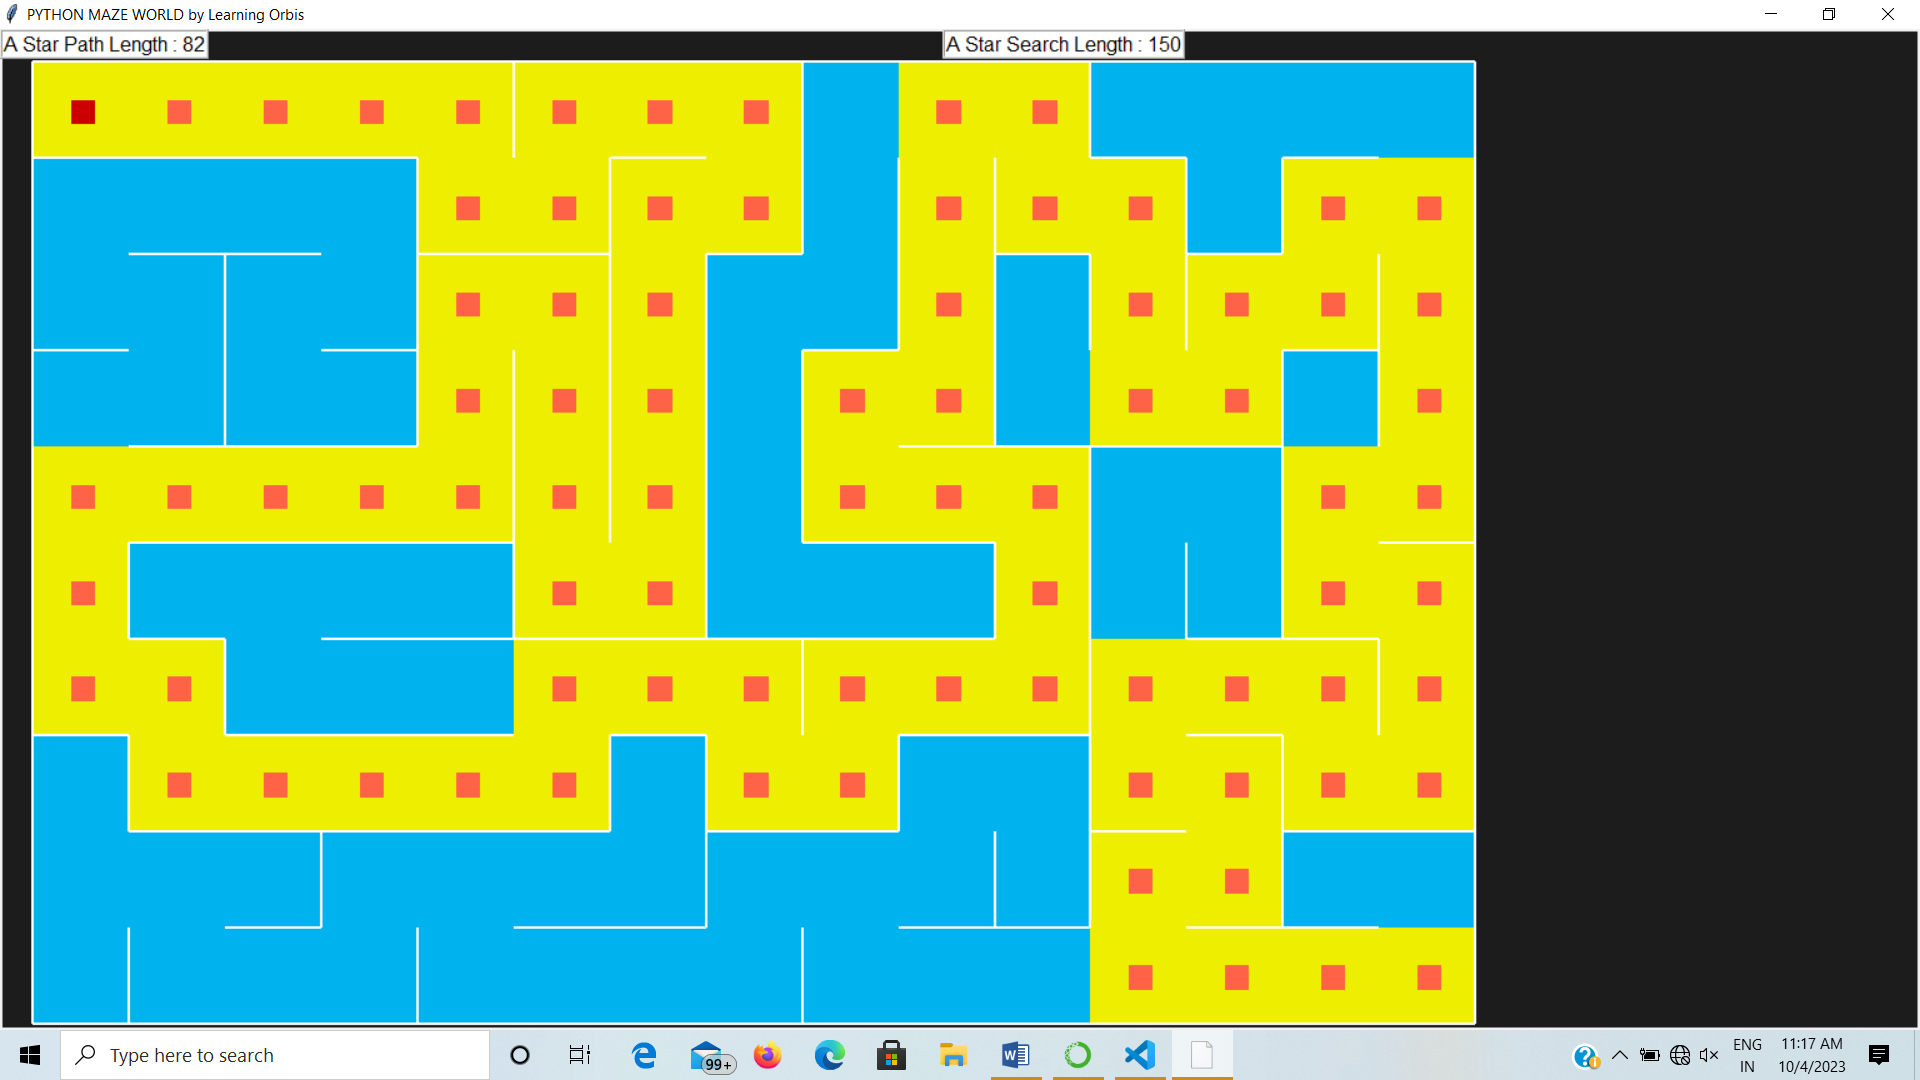 PYTHON MAZE WORLD by Learning Orbis
A Star Path Length : 82
A Star Search Length : 150
Type here to search
99+
ENG
IN
11:17 AM
10/4/2023